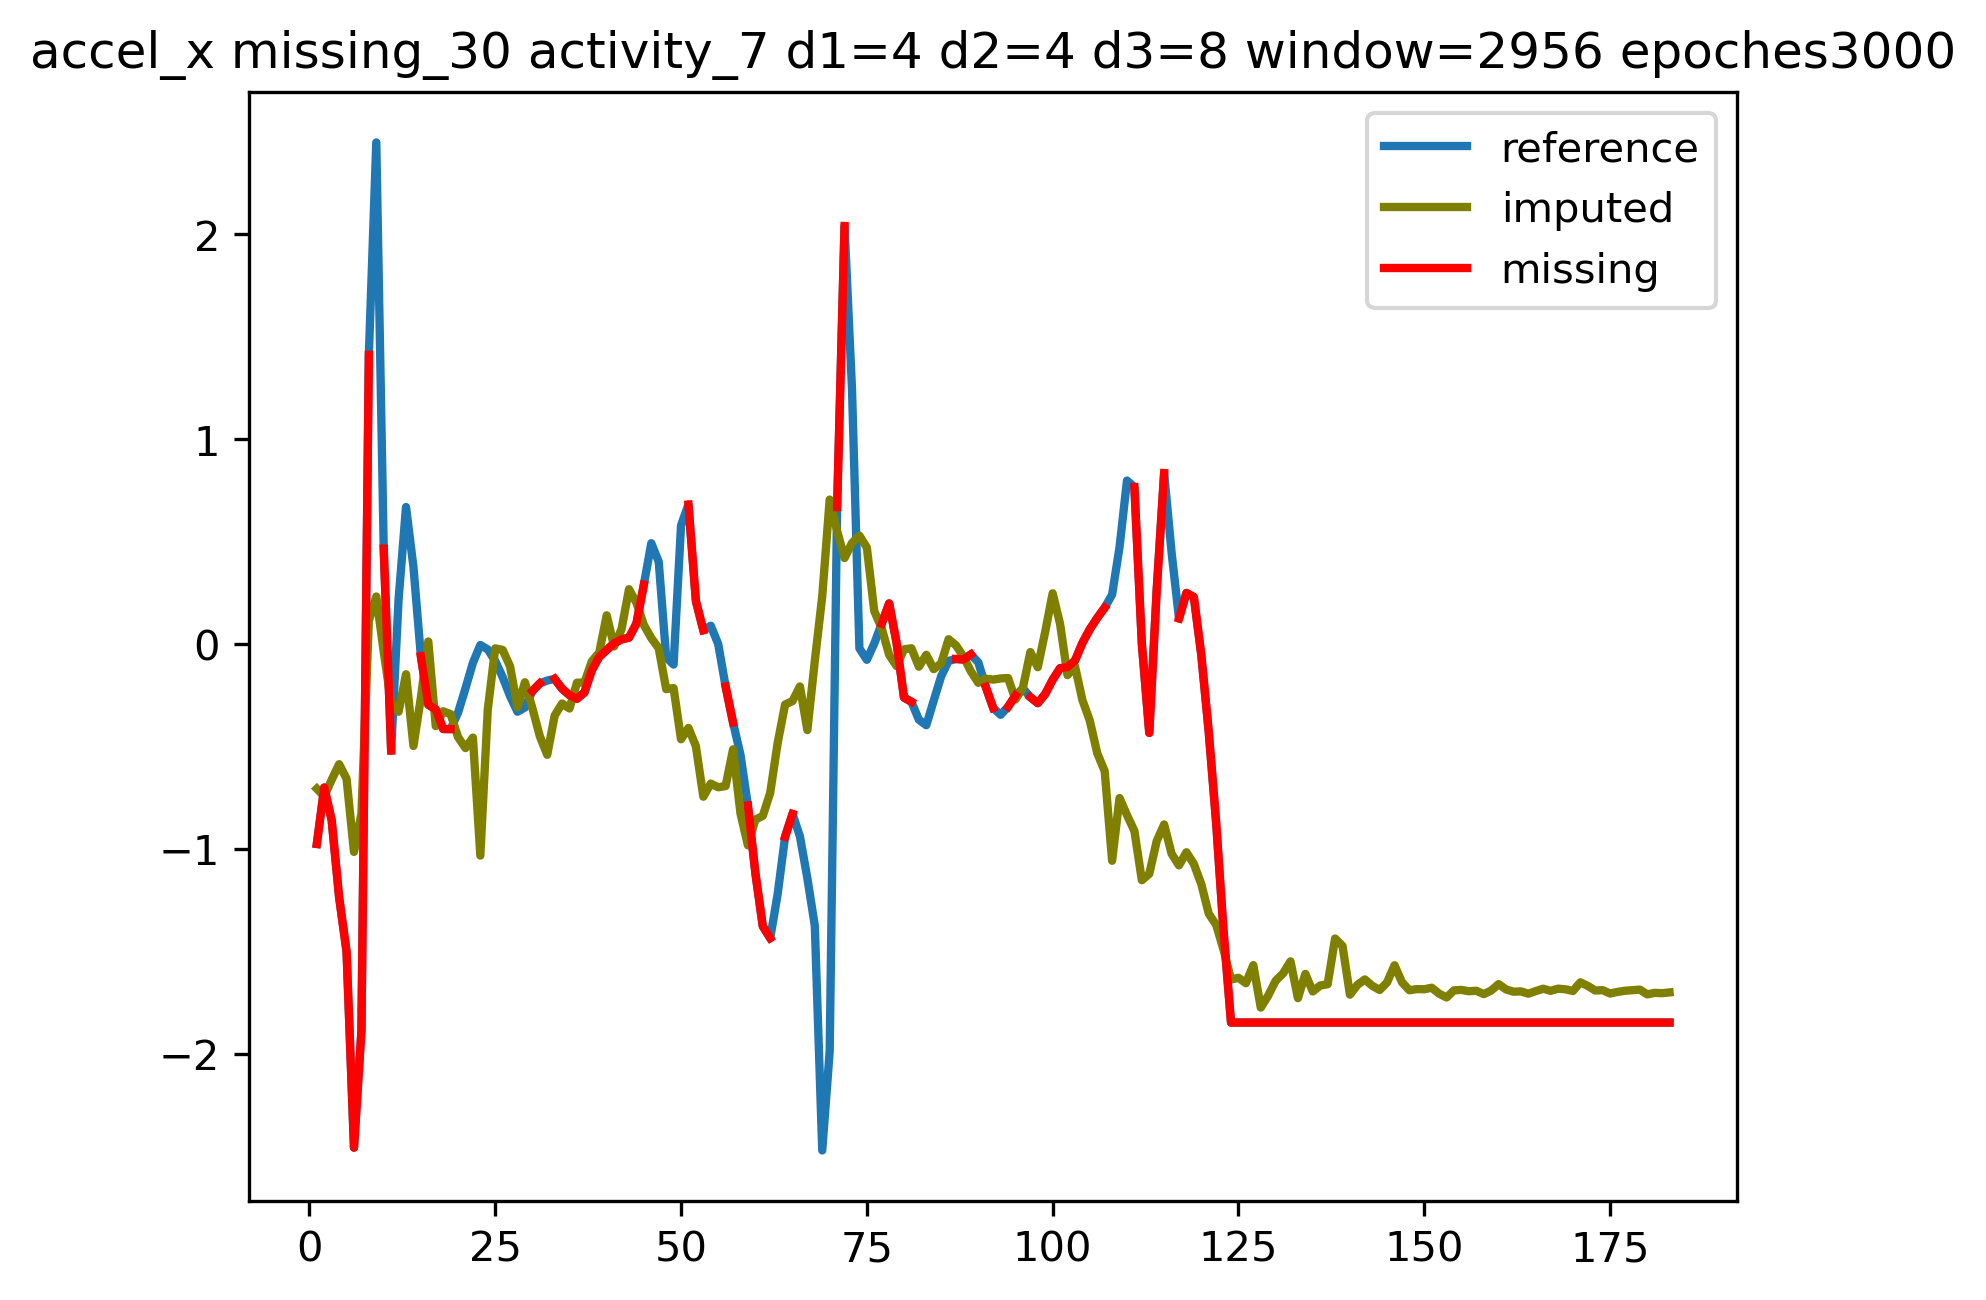 accel_x missing_30 activity_7 d1=4 d2=4 d3=8 window=2956 epoches3000
reference
imputed
missing
2
1
0
−1
−2
0 25 50 75 100 125 150 175